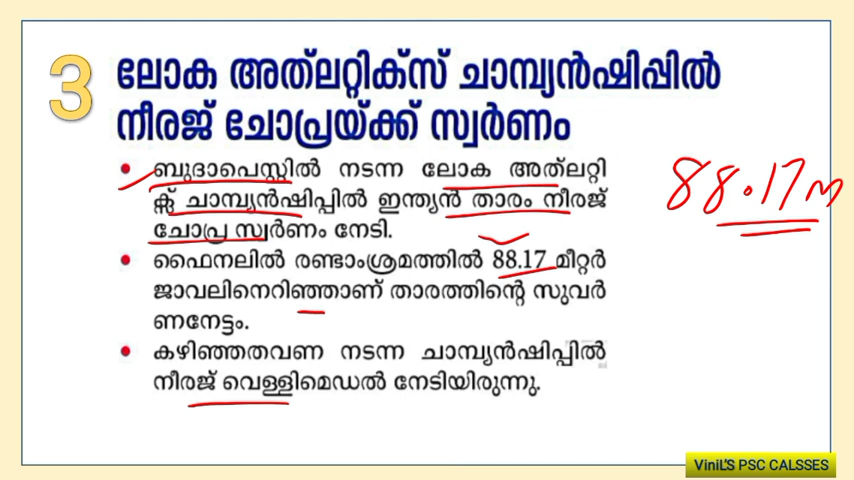 3
ലോക അത്‌ലറ്റിക്സ് ചാമ്പ്യൻഷിപ്പിൽ
നീരജ് ചോപ്രയ്ക്ക് സ്വർണം
• ബുദാപെസ്റ്റിൽ നടന്ന ലോക അത്‌ലറ്റി
ക്സ് ചാമ്പ്യൻഷിപ്പിൽ ഇന്ത്യൻ താരം നീരജ്
ചോപ്ര സ്വർണം നേടി.
• ഫൈനലിൽ രണ്ടാംശ്രമത്തിൽ 88.17 മീറ്റർ
ജാവലിനെറിഞ്ഞാണ് താരത്തിന്റെ സുവർ
ണനേട്ടം.
• കഴിഞ്ഞതവണ നടന്ന ചാമ്പ്യൻഷിപ്പിൽ
നീരജ് വെള്ളിമെഡൽ നേടിയിരുന്നു.
88.17m
ViniL'S PSC CALSSES